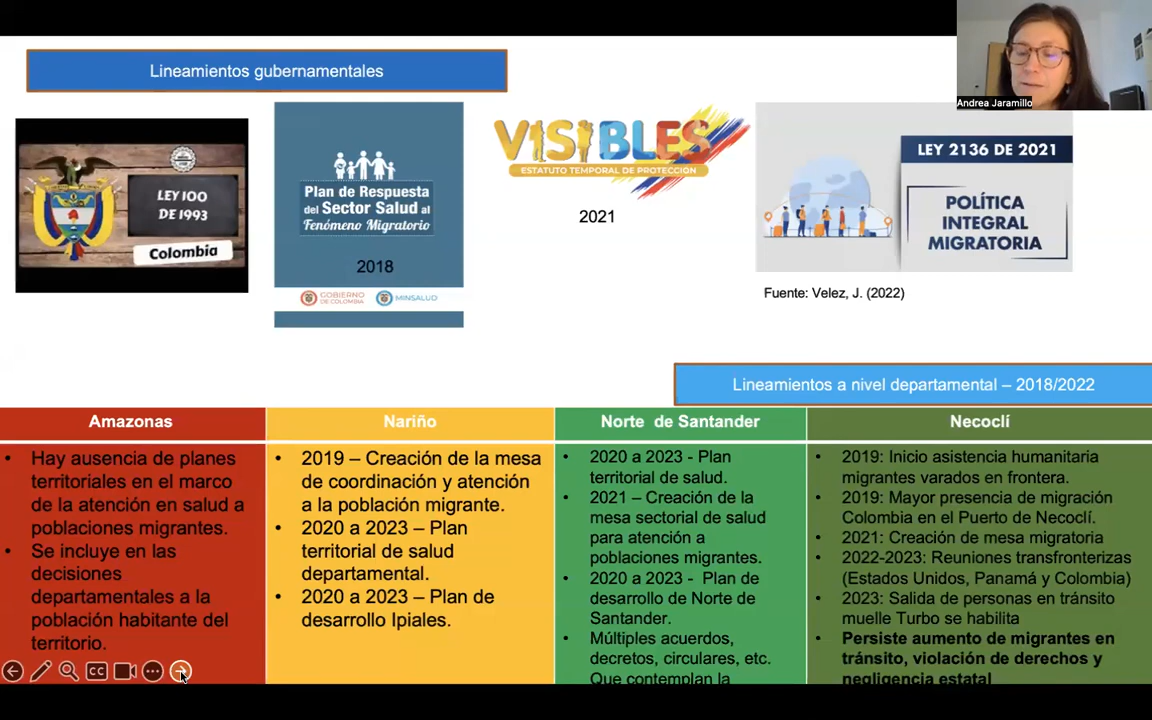 Lineamientos gubernamentales
Andrea Jaramillo
LEY 100
DE 1993
Colombia
Plan de Respuesta
del Sector Salud al
Fenómeno Migratorio
2018
GOBIERNO
DE COLOMBIA
MINSALUD
VISIBLES
ESTATUTO TEMPORAL DE PROTECCION
2021
LEY 2136 DE 2021
POLÍTICA
INTEGRAL
MIGRATORIA
Fuente: Velez, J. (2022)
Lineamientos a nivel departamental – 2018/2022
Amazonas
• Hay ausencia de planes
territoriales en el marco
de la atención en salud a
poblaciones migrantes.
• Se incluye en las
decisiones
departamentales a la
población habitante del
territorio.
Nariño
• 2019 – Creación de la mesa
de coordinación y atención
a la población migrante.
• 2020 a 2023 – Plan
territorial de salud
departamental.
• 2020 a 2023 – Plan de
desarrollo Ipiales.
Norte de Santander
• 2020 a 2023 - Plan
territorial de salud.
• 2021 – Creación de la
mesa sectorial de salud
para atención a
poblaciones migrantes.
• 2020 a 2023 - Plan de
desarrollo de Norte de
Santander.
• Múltiples acuerdos,
decretos, circulares, etc.
Que contemplan la
Necoclí
• 2019: Inicio asistencia humanitaria
migrantes varados en frontera.
• 2019: Mayor presencia de migración
Colombia en el Puerto de Necoclí.
• 2021: Creación de mesa migratoria
• 2022-2023: Reuniones transfronterizas
(Estados Unidos, Panamá y Colombia)
• 2023: Salida de personas en tránsito
muelle Turbo se habilita
• Persiste aumento de migrantes en
tránsito, violación de derechos y
negligencia estatal
CC